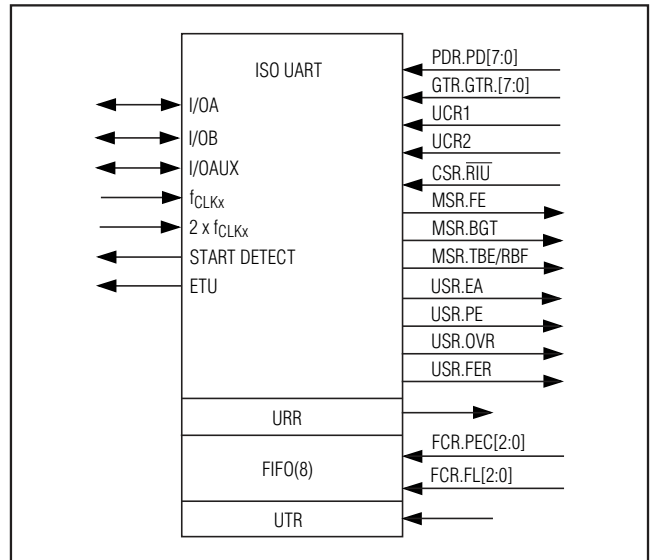 ISO UART
I/OA
I/OB
I/OAUX
fCLKx
2 x fCLKx
START DETECT
ETU
PDR.PD[7:0]
GTR.GTR.[7:0]
UCR1
UCR2
CSR.R̅I̅U̅
MSR.FE
MSR.BGT
MSR.TBE/RBF
USR.EA
USR.PE
USR.OVR
USR.FER
URR
FIFO(8)
FCR.PEC[2:0]
FCR.FL[2:0]
UTR